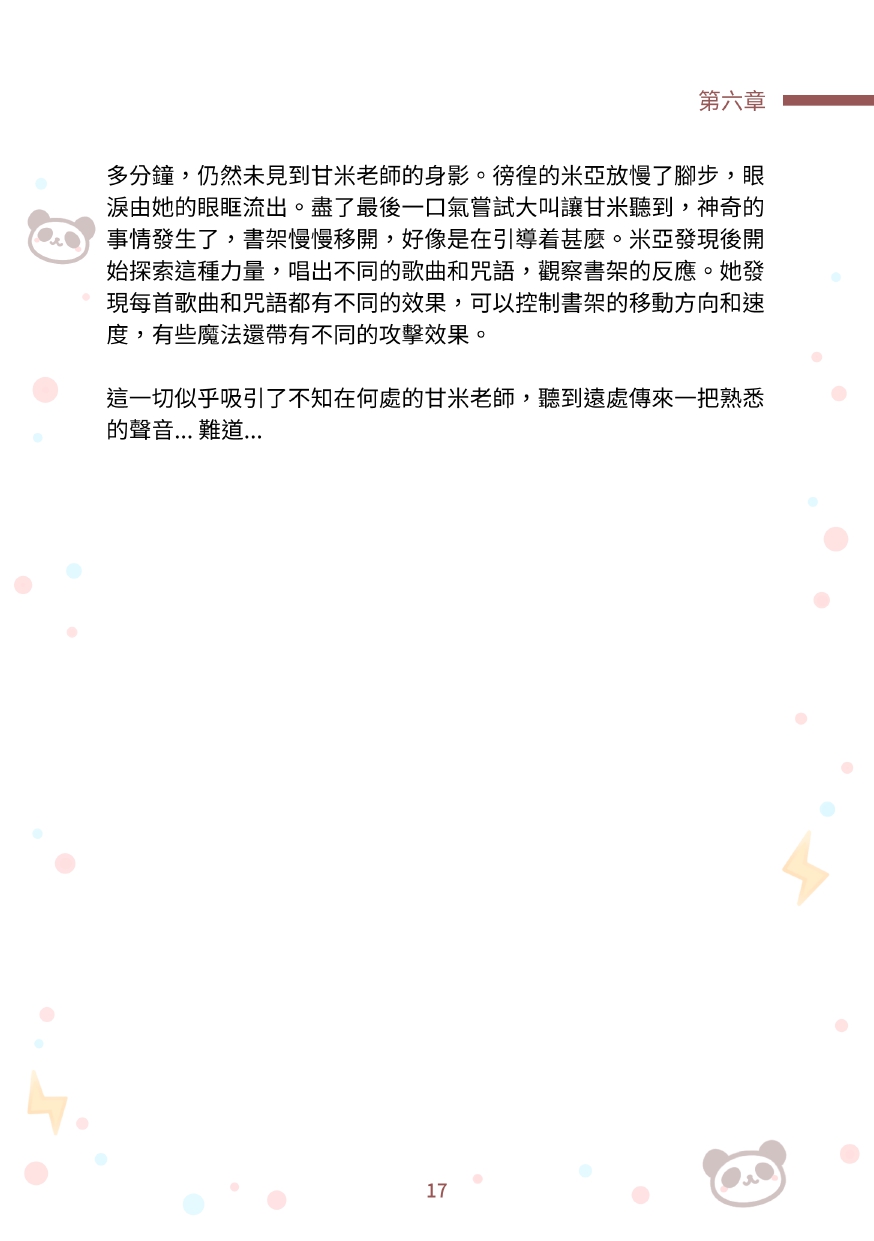 第六章
多分鐘，仍然未見到甘米老師的身影。徬徨的米亞放慢了腳步，眼
淚由她的眼眶流出。盡了最後一口氣嘗試大叫讓甘米聽到，神奇的
事情發生了，書架慢慢移開，好像是在引導着甚麼。米亞發現後開
始探索這種力量，唱出不同的歌曲和咒語，觀察書架的反應。她發
現每首歌曲和咒語都有不同的效果，可以控制書架的移動方向和速
度，有些魔法還帶有不同的攻擊效果。
這一切似乎吸引了不知在何處的甘米老師，聽到遠處傳來一把熟悉
的聲音... 難道...
17